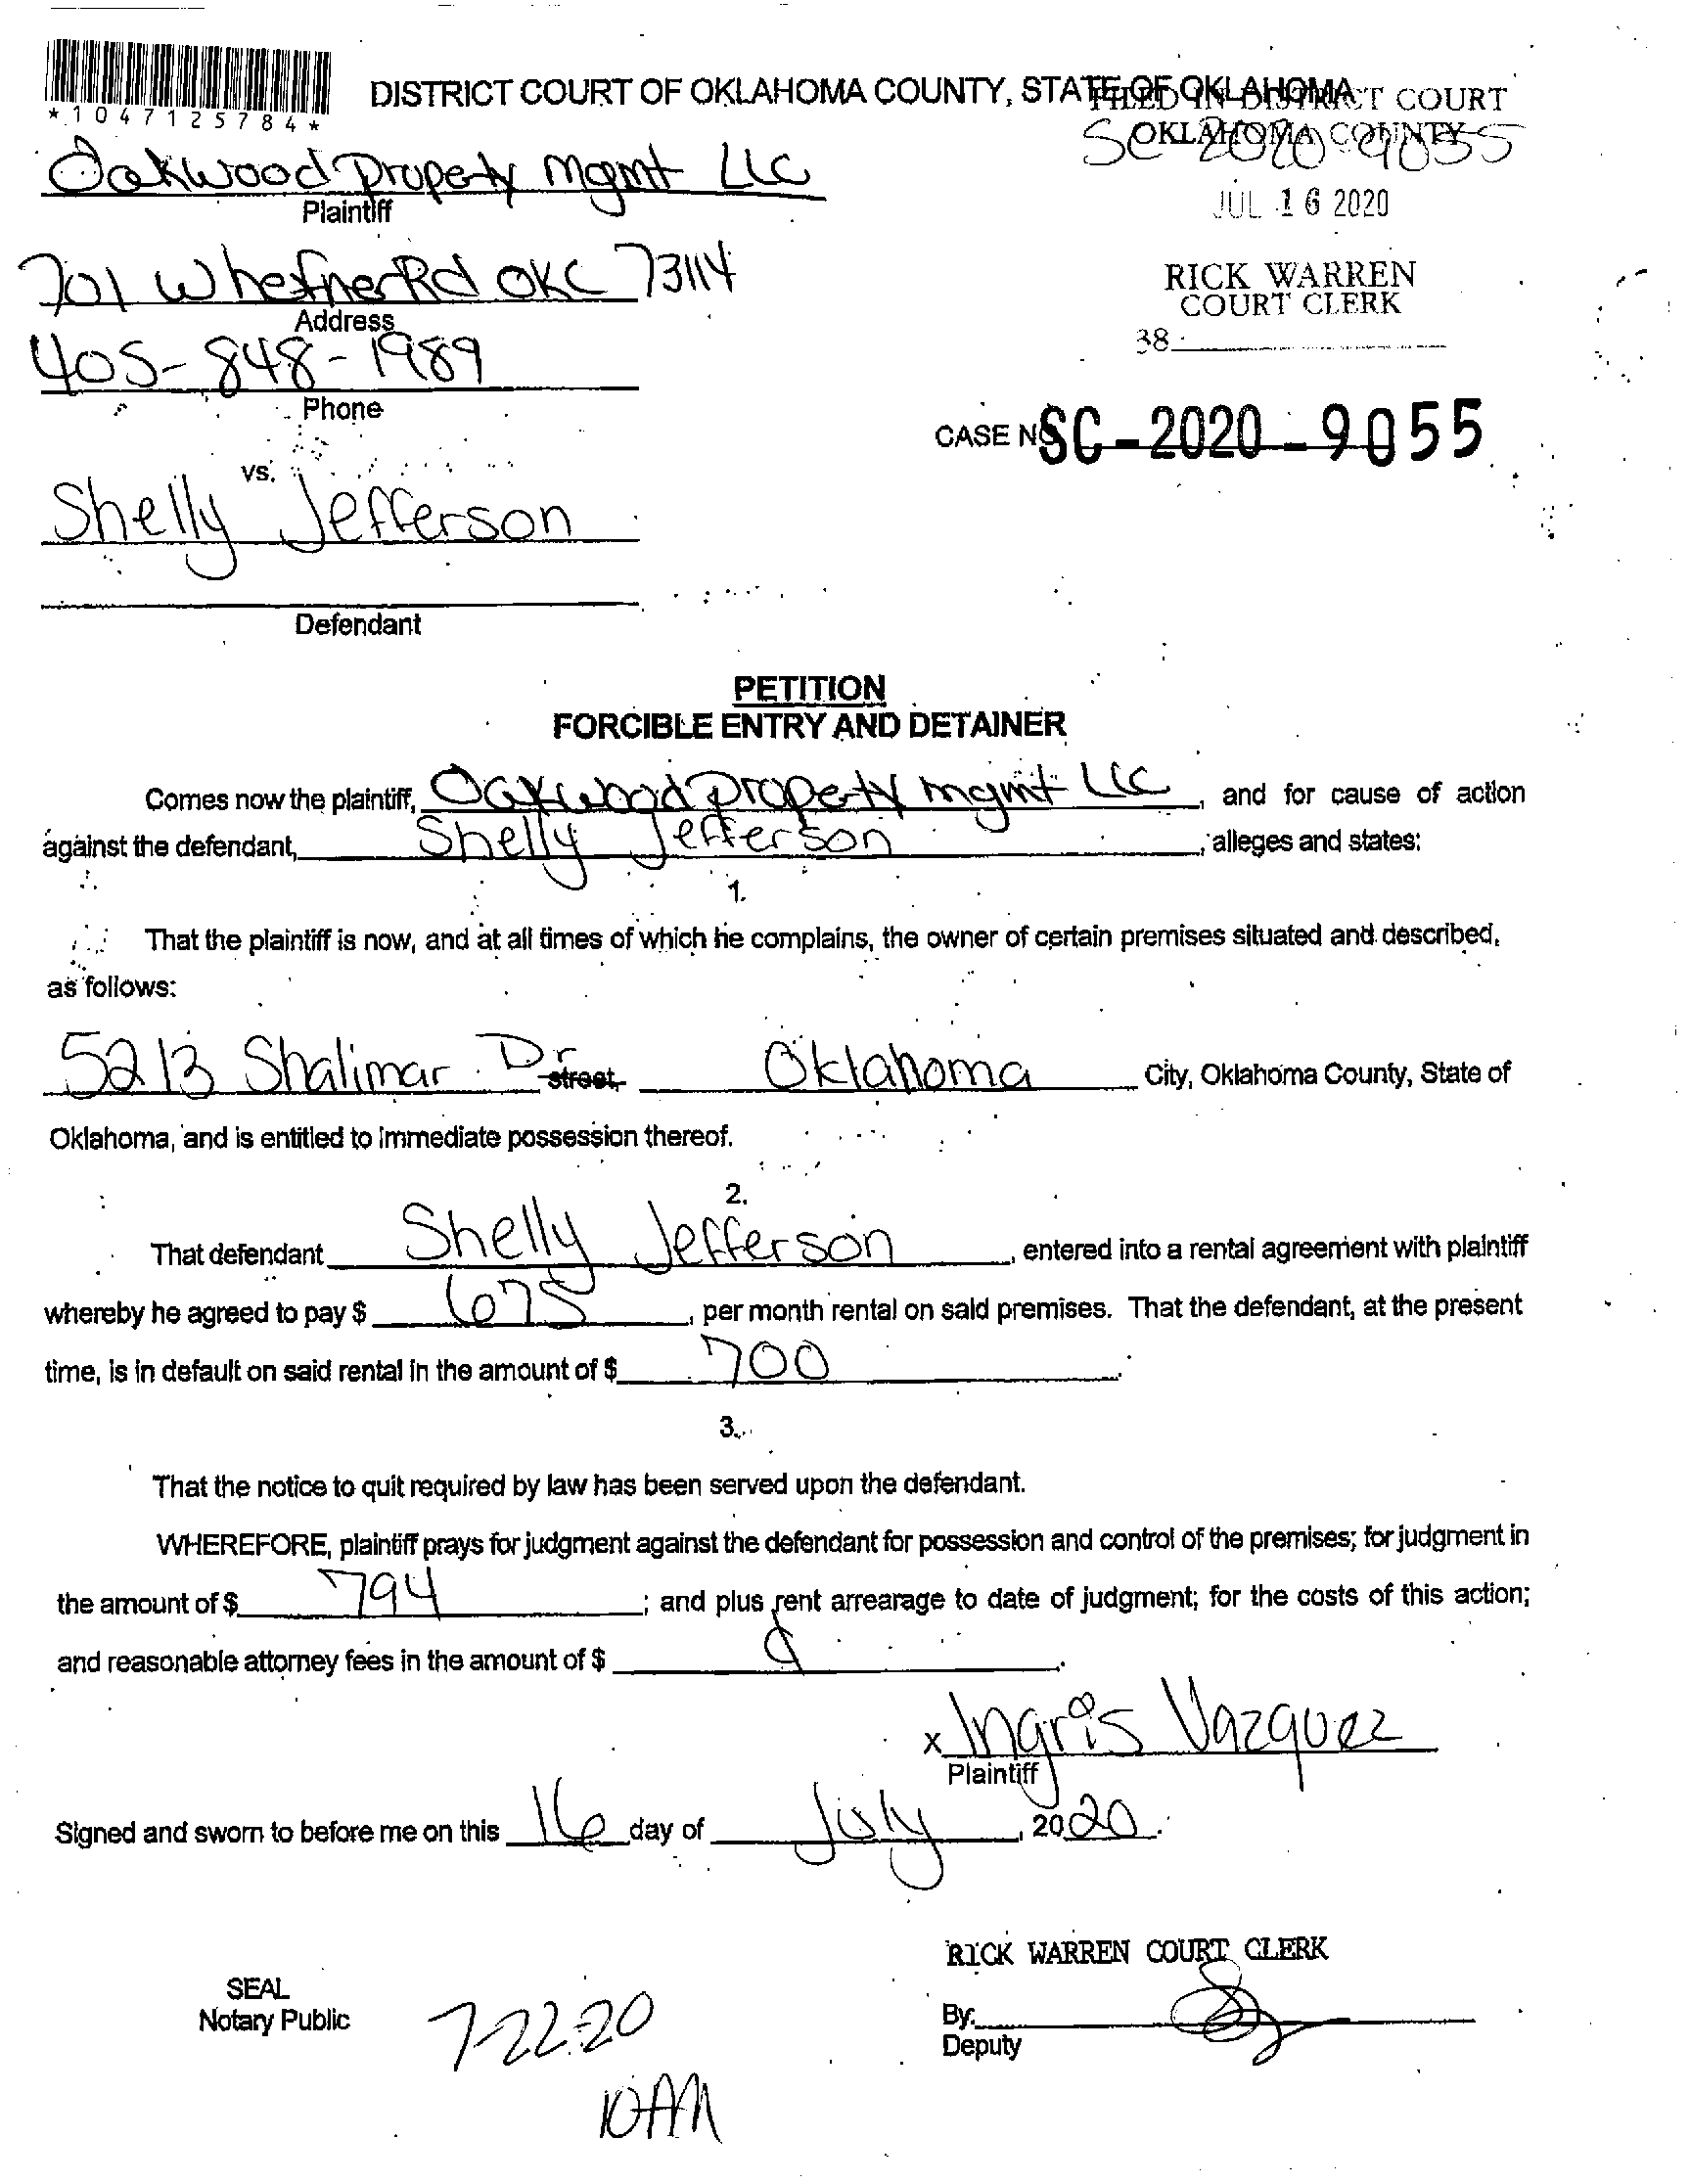 DISTRICT COURT OF OKLAHOMA COUNTY, STATE OF OKLAHOMA
*1047125784*
FILED IN DISTRICT COURT
OKLAHOMA COUNTY
SC 2020 9055
JUL 16 2020
RICK WARREN
COURT CLERK
38
Oakwood Property Mgmt LLC
Plaintiff
701 W hefner Rd OKC 73114
Address
405-848-1989
Phone
CASE NO SC-2020-9055
vs.
Shelly Jefferson
Defendant
PETITION
FORCIBLE ENTRY AND DETAINER
Comes now the plaintiff, Oakwood Property mgmt LLC, and for cause of action
against the defendant, Shelly Jefferson, alleges and states:
1.
That the plaintiff is now, and at all times of which he complains, the owner of certain premises situated and described,
as follows:
5213 Shalimar Dr street, Oklahoma City, Oklahoma County, State of
Oklahoma, and is entitled to immediate possession thereof.
2.
That defendant Shelly Jefferson, entered into a rental agreement with plaintiff
whereby he agreed to pay $ 675, per month rental on said premises. That the defendant, at the present
time, is in default on said rental in the amount of $ 700.
3.
That the notice to quit required by law has been served upon the defendant.
WHEREFORE, plaintiff prays for judgment against the defendant for possession and control of the premises; for judgment in
the amount of $ 794; and plus rent arrearage to date of judgment; for the costs of this action;
and reasonable attorney fees in the amount of $
x Ingris Vazquez
Plaintiff
Signed and sworn to before me on this 16 day of July, 2020.
RICK WARREN COURT CLERK
SEAL
Notary Public
By:
Deputy
7-22-20
10AM